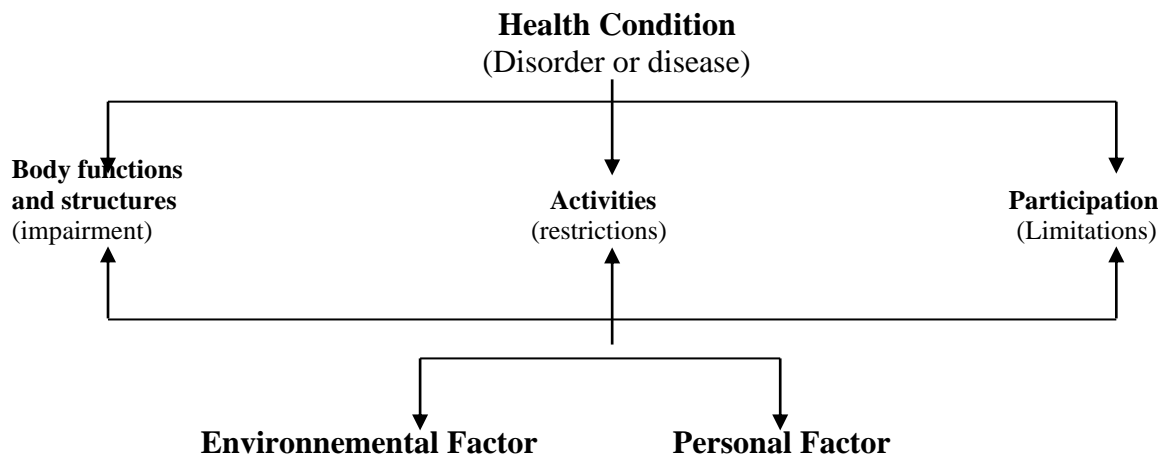 Health Condition
(Disorder or disease)
Body functions
and structures
(impairment)
Activities
(restrictions)
Participation
(Limitations)
Environnemental Factor
Personal Factor